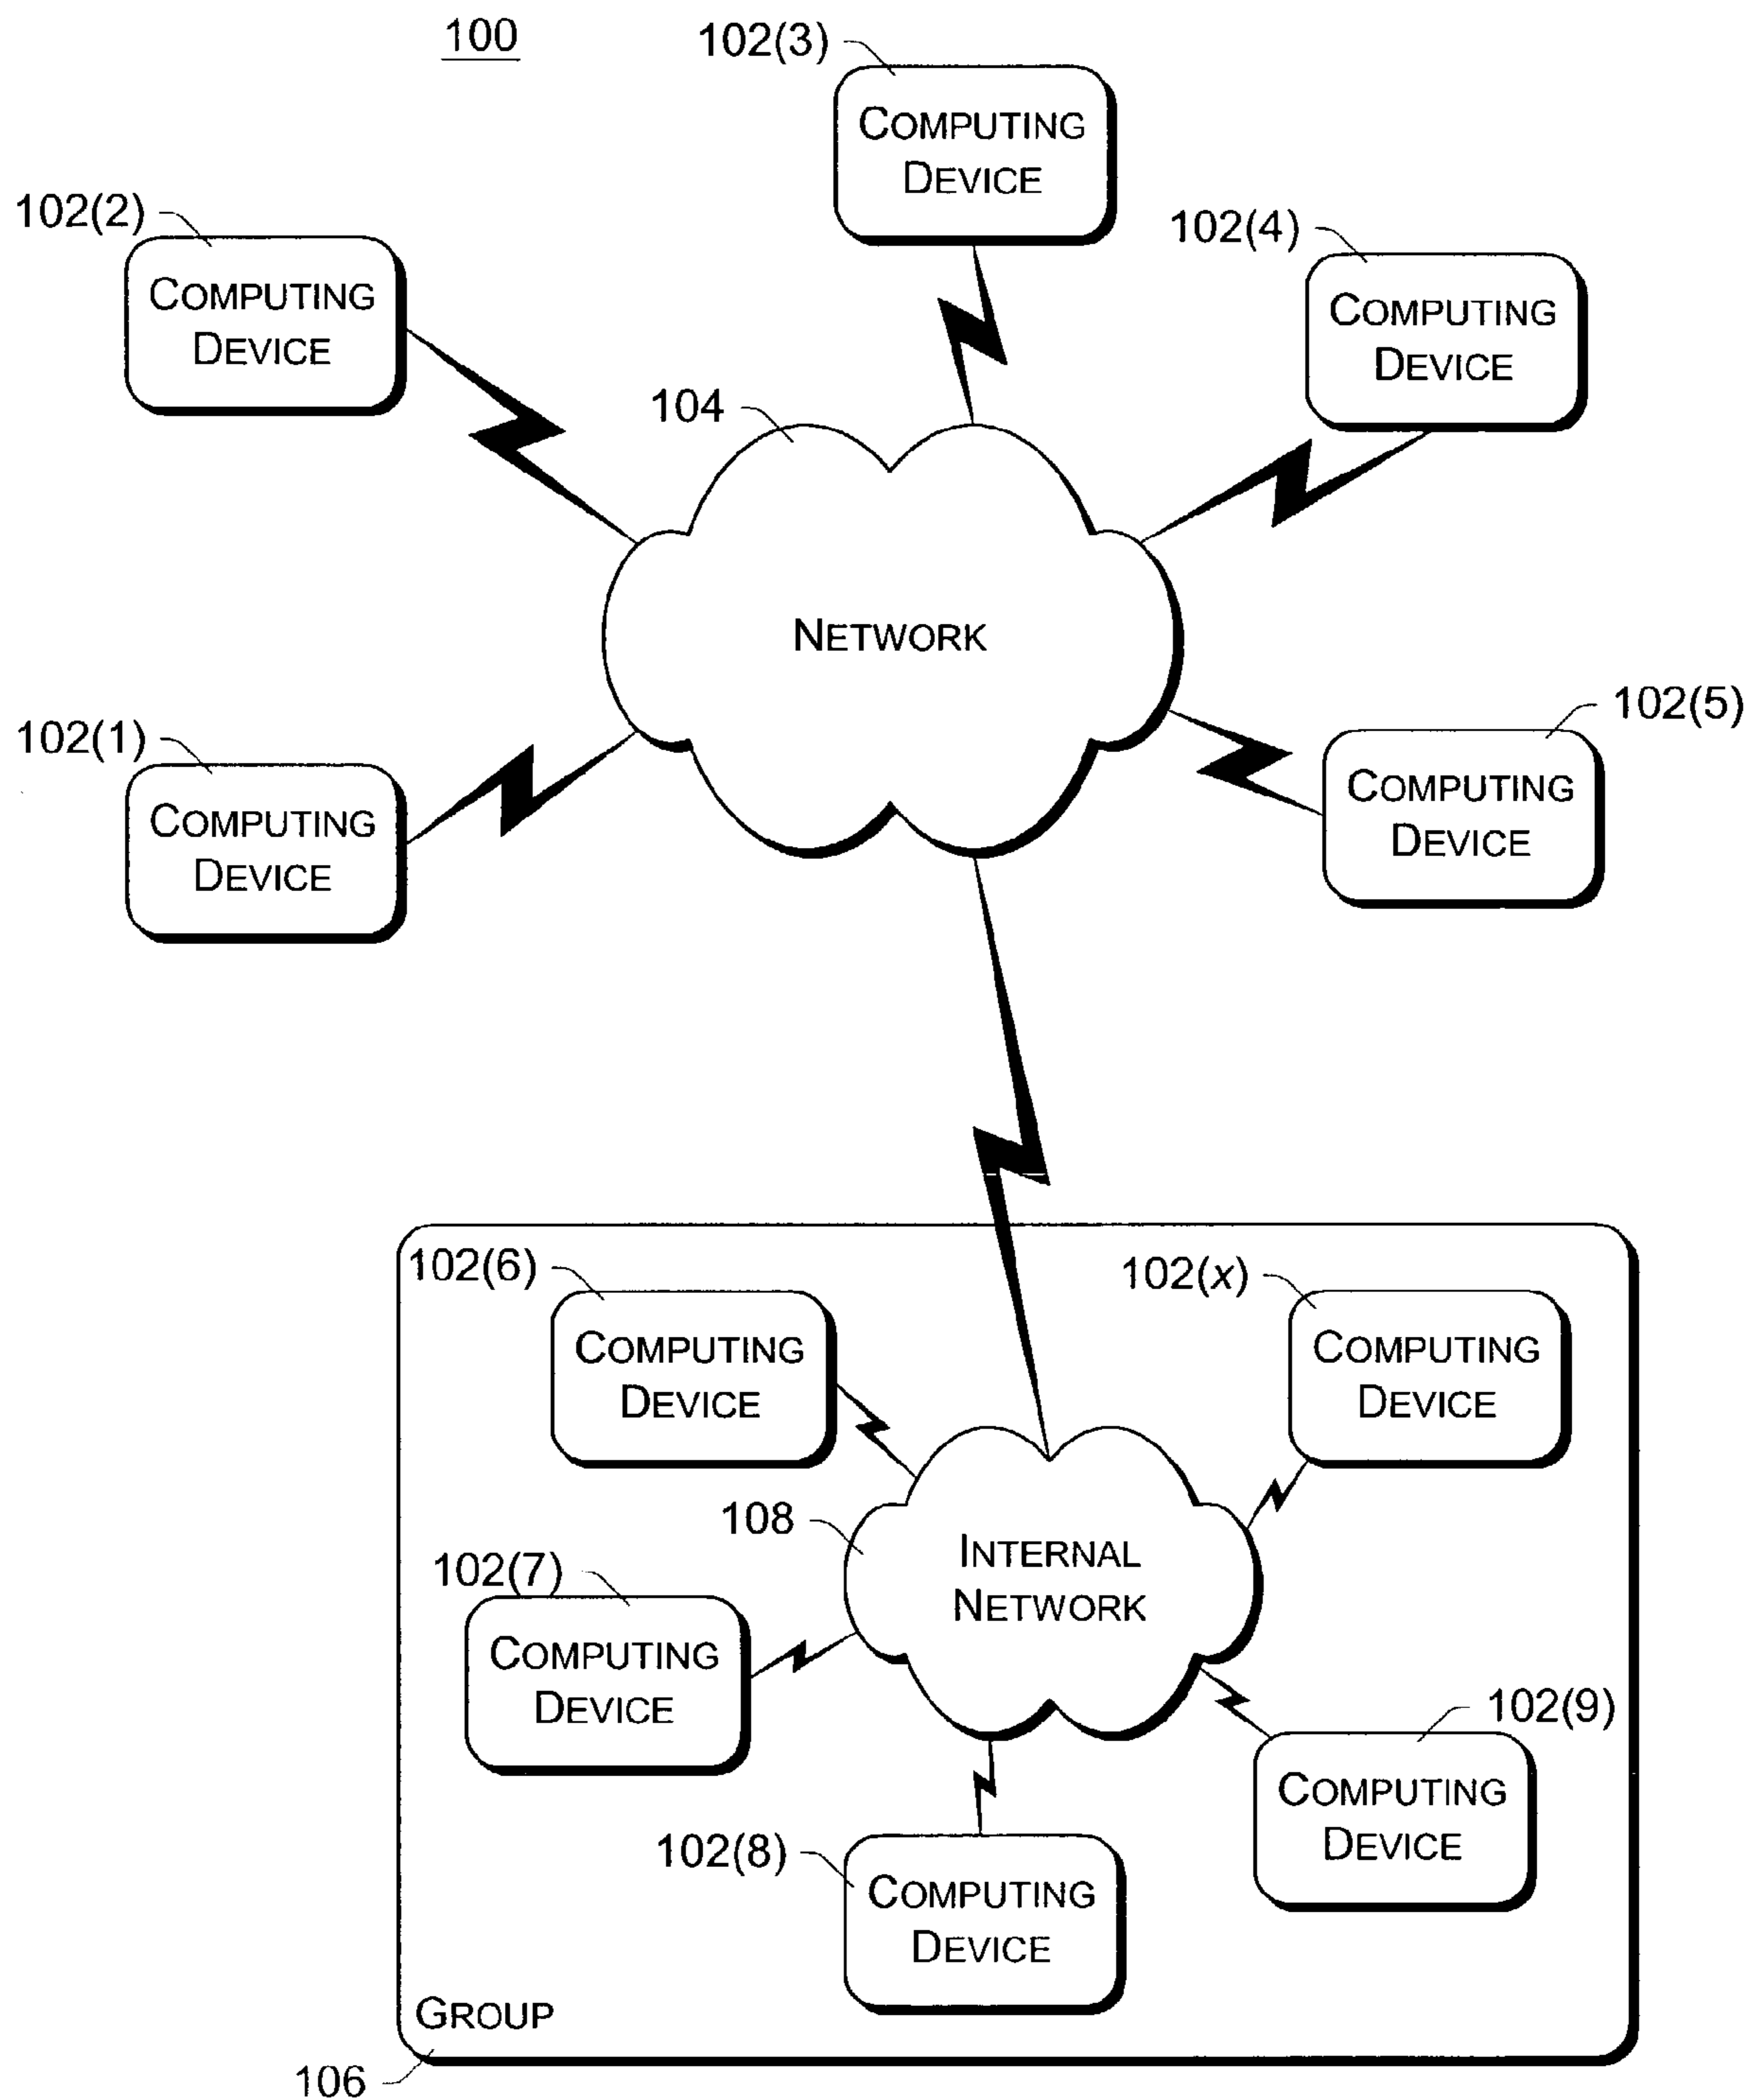 100
102(3)
COMPUTING
DEVICE
102(2)
COMPUTING
DEVICE
102(4)
COMPUTING
DEVICE
104
NETWORK
102(1)
COMPUTING
DEVICE
102(5)
COMPUTING
DEVICE
102(6)
COMPUTING
DEVICE
102(x)
COMPUTING
DEVICE
108
INTERNAL
NETWORK
102(7)
COMPUTING
DEVICE
102(9)
COMPUTING
DEVICE
102(8)
COMPUTING
DEVICE
GROUP
106